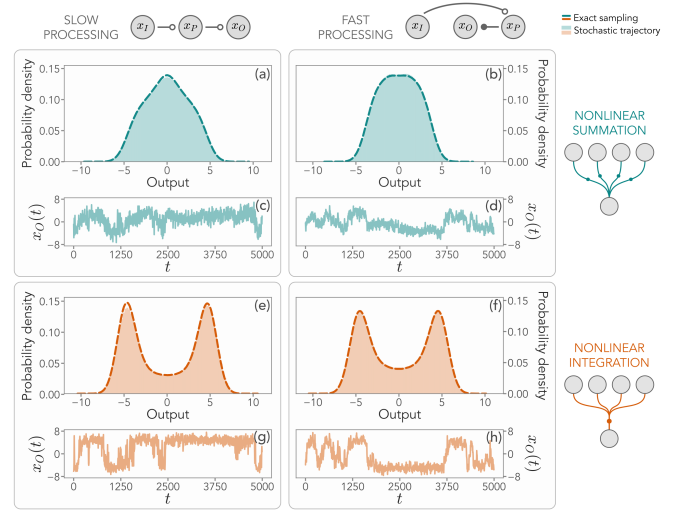 SLOW
PROCESSING
x_I
x_P
x_O
FAST
PROCESSING
x_I
x_O
x_P
Exact sampling
Stochastic trajectory
Probability density
0.15
0.10
0.05
0.00
(a)
−10
−5
0
5
10
Output
(b)
−10
−5
0
5
10
Output
0.15
0.10
0.05
0.00
Probability density
NONLINEAR
SUMMATION
x_O(t)
8
0
−8
(c)
0
1250
2500
3750
5000
t
(d)
0
1250
2500
3750
5000
t
8
0
−8
x_O(t)
Probability density
0.15
0.10
0.05
0.00
(e)
−10
−5
0
5
10
Output
(f)
−10
−5
0
5
10
Output
0.15
0.10
0.05
0.00
Probability density
NONLINEAR
INTEGRATION
x_O(t)
8
0
−8
(g)
0
1250
2500
3750
5000
t
(h)
0
1250
2500
3750
5000
t
8
0
−8
x_O(t)